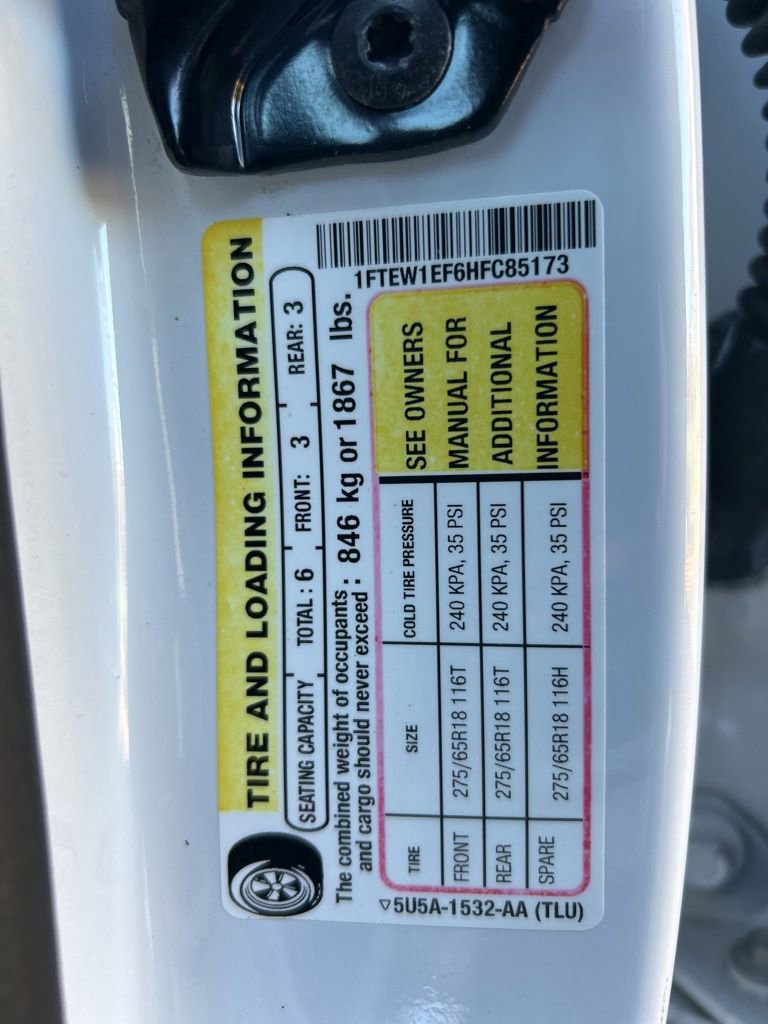 TIRE AND LOADING INFORMATION
SEATING CAPACITY TOTAL : 6 FRONT: 3 REAR: 3
The combined weight of occupants
and cargo should never exceed : 846 kg or 1867 lbs.
TIRE SIZE COLD TIRE PRESSURE
FRONT 275/65R18 116T 240 KPA, 35 PSI
REAR 275/65R18 116T 240 KPA, 35 PSI
SPARE 275/65R18 116H 240 KPA, 35 PSI
SEE OWNERS
MANUAL FOR
ADDITIONAL
INFORMATION
▽5U5A-1532-AA (TLU)
1FTEW1EF6HFC85173